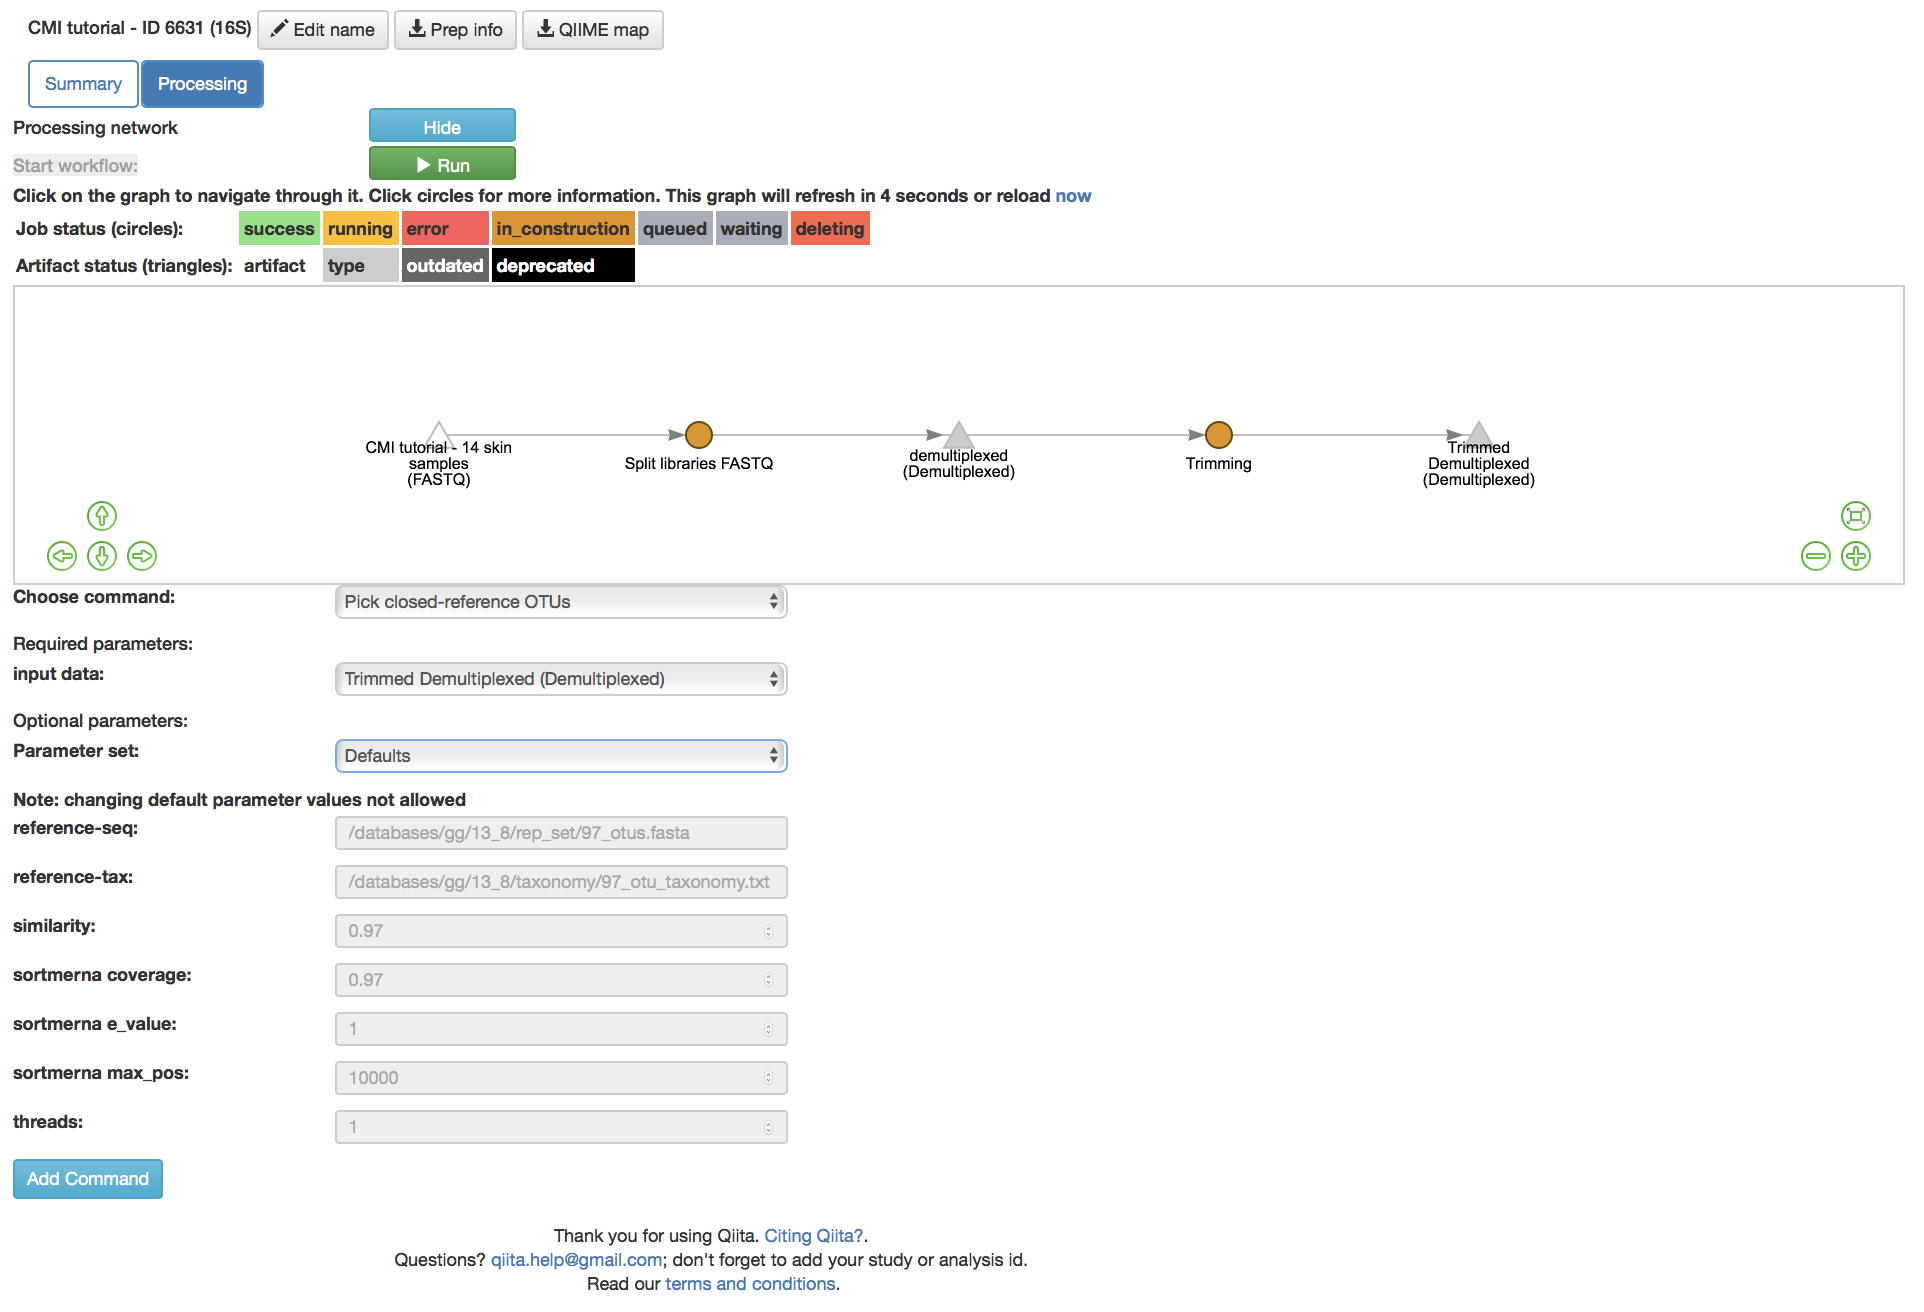 CMI tutorial - ID 6631 (16S) Edit name Prep info QIIME map
Summary Processing
Processing network Hide
Start workflow: Run
Click on the graph to navigate through it. Click circles for more information. This graph will refresh in 4 seconds or reload now
Job status (circles): success running error in_construction queued waiting deleting
Artifact status (triangles): artifact type outdated deprecated
CMI tutorial - 14 skin
samples
(FASTQ)
Split libraries FASTQ
demultiplexed
(Demultiplexed)
Trimming
Trimmed
Demultiplexed
(Demultiplexed)
Choose command: Pick closed-reference OTUs
Required parameters:
input data: Trimmed Demultiplexed (Demultiplexed)
Optional parameters:
Parameter set: Defaults
Note: changing default parameter values not allowed
reference-seq: /databases/gg/13_8/rep_set/97_otus.fasta
reference-tax: /databases/gg/13_8/taxonomy/97_otu_taxonomy.txt
similarity: 0.97
sortmerna coverage: 0.97
sortmerna e_value: 1
sortmerna max_pos: 10000
threads: 1
Add Command
Thank you for using Qiita. Citing Qiita?.
Questions? qiita.help@gmail.com; don't forget to add your study or analysis id.
Read our terms and conditions.